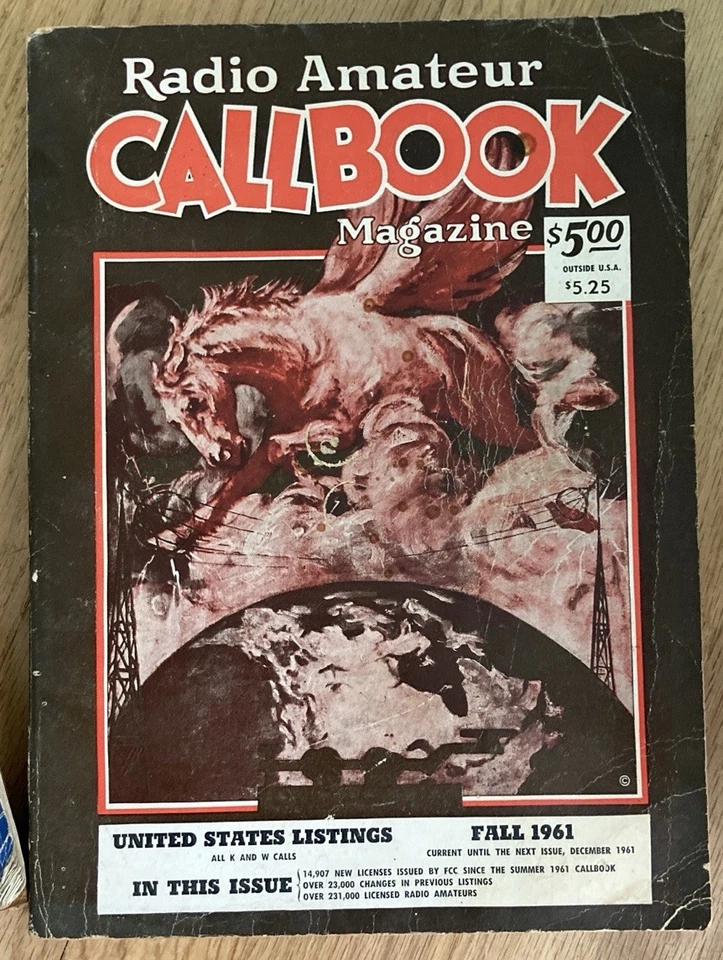 Radio Amateur
CALLBOOK
Magazine
$5.00
OUTSIDE U.S.A.
$5.25
©
UNITED STATES LISTINGS
ALL K AND W CALLS
FALL 1961
CURRENT UNTIL THE NEXT ISSUE, DECEMBER 1961
IN THIS ISSUE
14,907 NEW LICENSES ISSUED BY FCC SINCE THE SUMMER 1961 CALLBOOK
OVER 23,000 CHANGES IN PREVIOUS LISTINGS
OVER 231,000 LICENSED RADIO AMATEURS